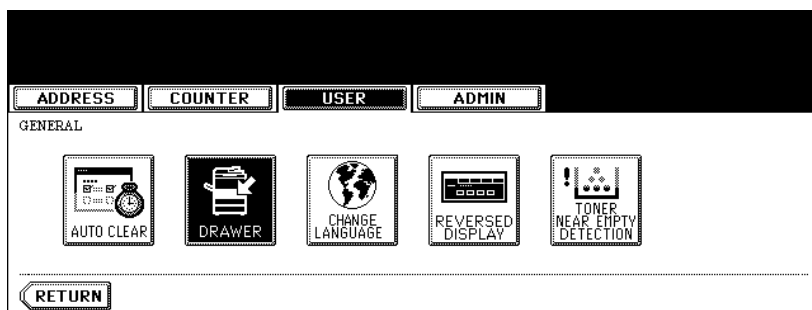 ADDRESS COUNTER USER ADMIN
GENERAL
AUTO CLEAR
DRAWER
CHANGE
LANGUAGE
REVERSED
DISPLAY
!
TONER
NEAR EMPTY
DETECTION
RETURN